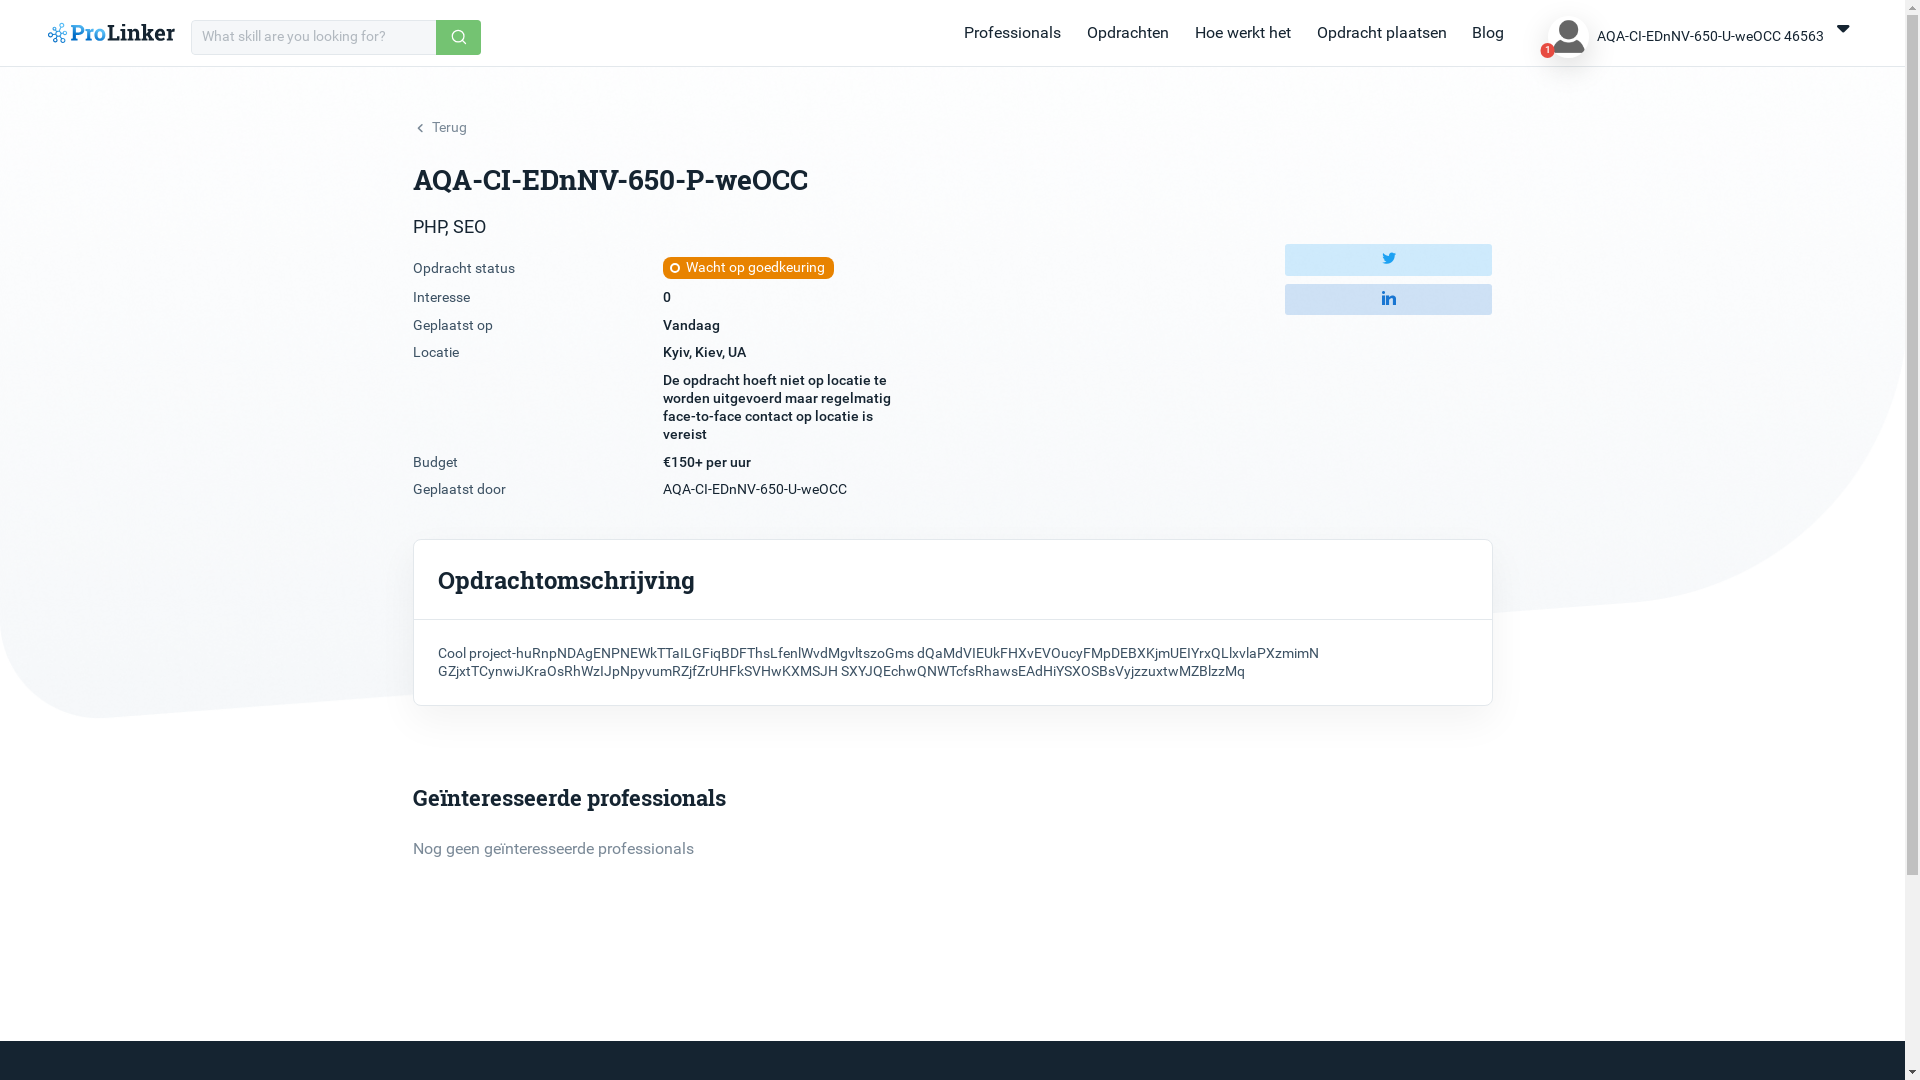 ProLinker
What skill are you looking for?
Professionals
Opdrachten
Hoe werkt het
Opdracht plaatsen
Blog
1
AQA-CI-EDnNV-650-U-weOCC 46563
Terug
AQA-CI-EDnNV-650-P-weOCC
PHP, SEO
Opdracht status
Wacht op goedkeuring
Interesse
0
Geplaatst op
Vandaag
Locatie
Kyiv, Kiev, UA
De opdracht hoeft niet op locatie te
worden uitgevoerd maar regelmatig
face-to-face contact op locatie is
vereist
Budget
€150+ per uur
Geplaatst door
AQA-CI-EDnNV-650-U-weOCC
Opdrachtomschrijving
Cool project-huRnpNDAgENPNEWkTTaILGFiqBDFThsLfenlWvdMgvltszoGms dQaMdVIEUkFHXvEVOucyFMpDEBXKjmUEIYrxQLlxvlaPXzmimN
GZjxtTCynwiJKraOsRhWzIJpNpyvumRZjfZrUHFkSVHwKXMSJH SXYJQEchwQNWTcfsRhawsEAdHiYSXOSBsVyjzzuxtwMZBlzzMq
Geïnteresseerde professionals
Nog geen geïnteresseerde professionals